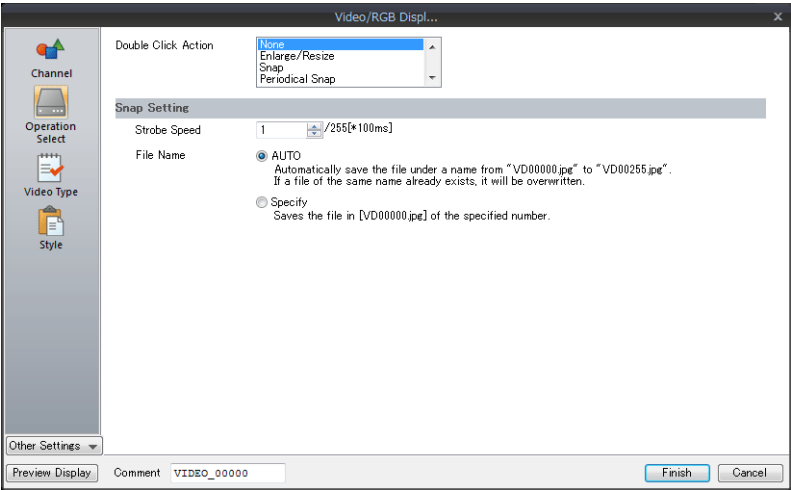 Video/RGB Displ...
x
Channel
Operation
Select
Video Type
Style
Other Settings
Double Click Action
None
Enlarge/Resize
Snap
Periodical Snap
Snap Setting
Strobe Speed
1
/255[*100ms]
File Name
AUTO
Automatically save the file under a name from "VD00000.jpg" to "VD00255.jpg".
If a file of the same name already exists, it will be overwritten.
Specify
Saves the file in [VD00000.jpg] of the specified number.
Preview Display
Comment
VIDEO_00000
Finish
Cancel